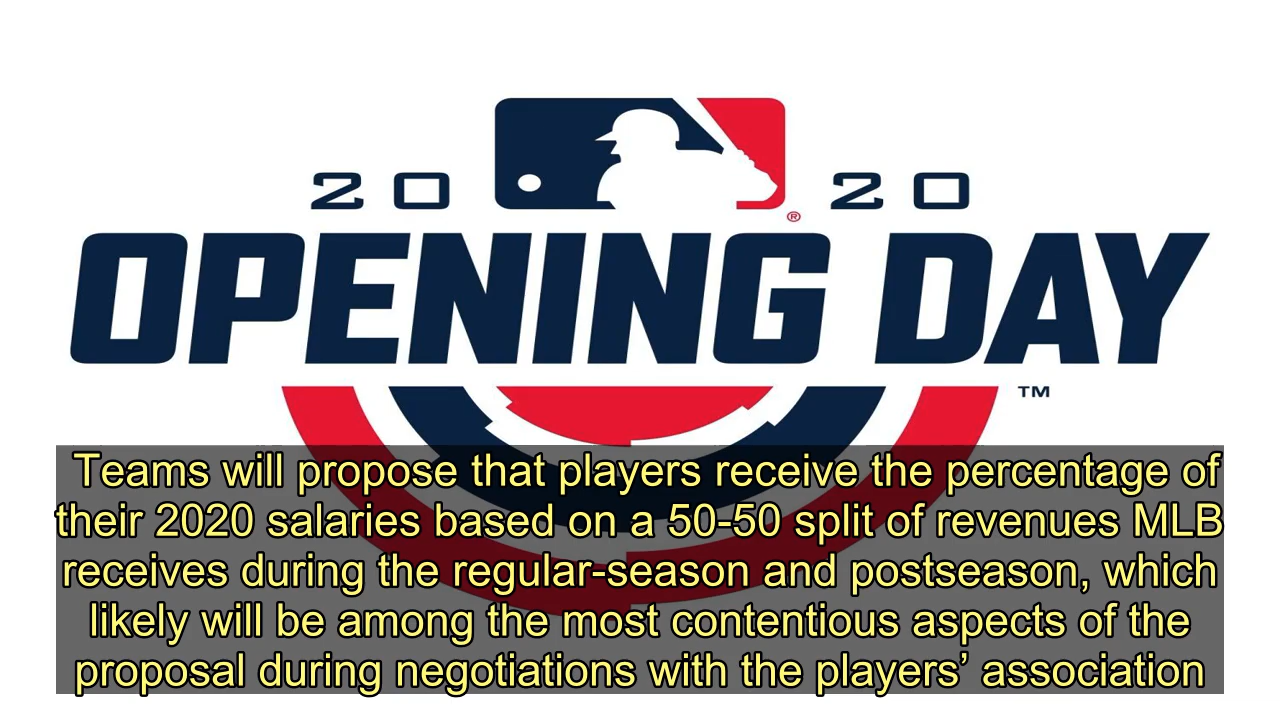 20 20
®
OPENING DAY
™
Teams will propose that players receive the percentage of
their 2020 salaries based on a 50-50 split of revenues MLB
receives during the regular-season and postseason, which
likely will be among the most contentious aspects of the
proposal during negotiations with the players’ association